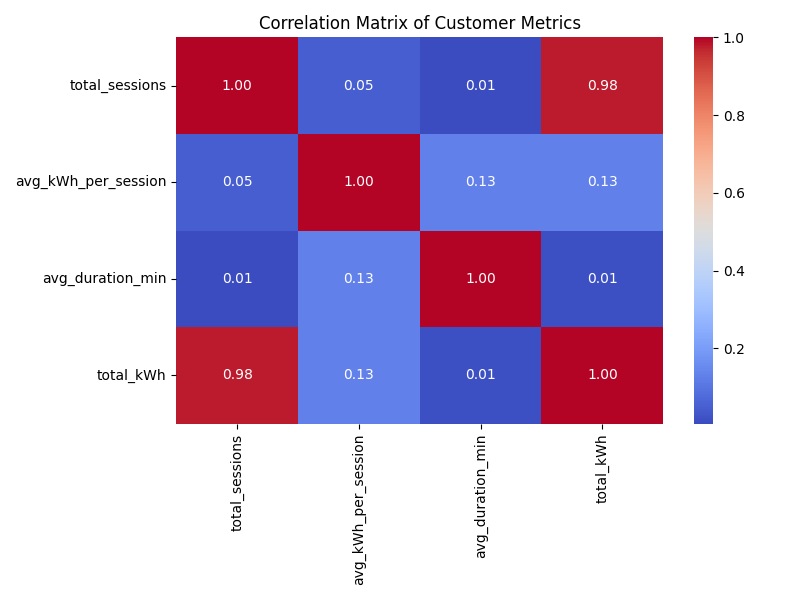 Correlation Matrix of Customer Metrics
total_sessions 1.00 0.05 0.01 0.98
avg_kWh_per_session 0.05 1.00 0.13 0.13
avg_duration_min 0.01 0.13 1.00 0.01
total_kWh 0.98 0.13 0.01 1.00
total_sessions
avg_kWh_per_session
avg_duration_min
total_kWh
1.0
0.8
0.6
0.4
0.2